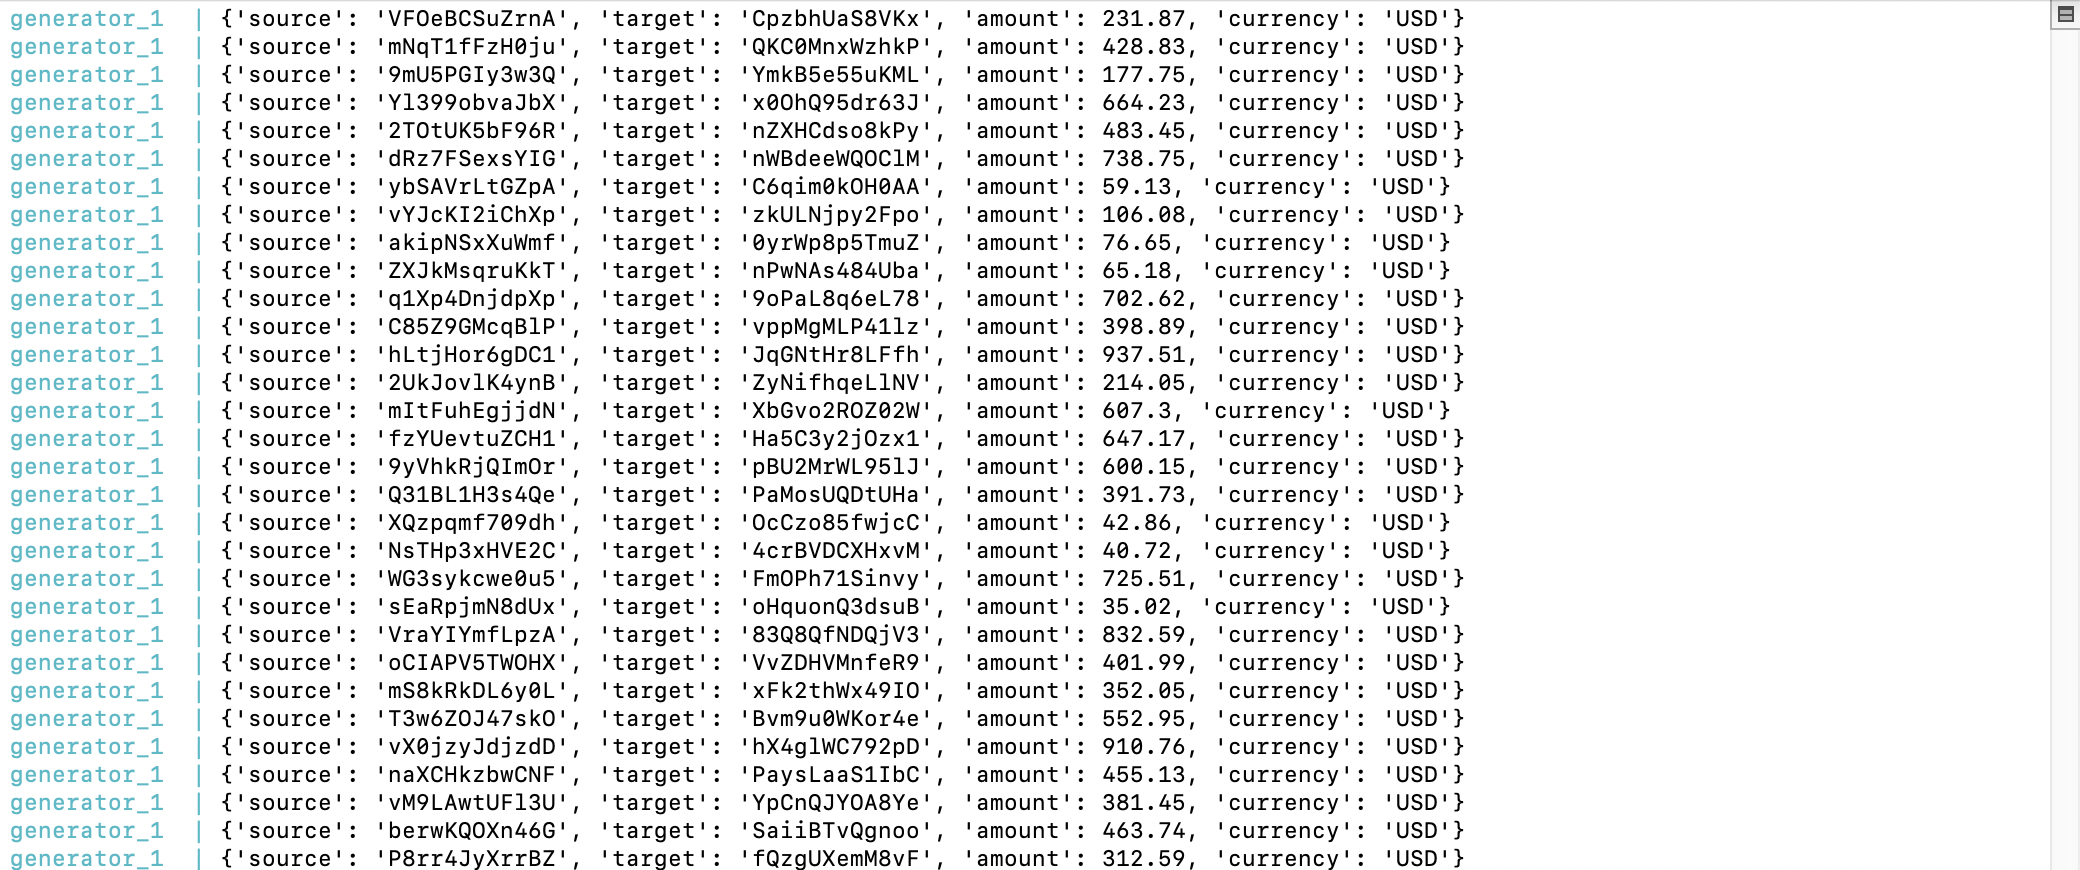 generator_1 | {'source': 'VFOeBCSuZrnA', 'target': 'CpzbhUaS8VKx', 'amount': 231.87, 'currency': 'USD'}
generator_1 | {'source': 'mNqT1fFzH0ju', 'target': 'QKC0MnxWzhkP', 'amount': 428.83, 'currency': 'USD'}
generator_1 | {'source': '9mU5PGIy3w3Q', 'target': 'YmkB5e55uKML', 'amount': 177.75, 'currency': 'USD'}
generator_1 | {'source': 'Yl399obvaJbX', 'target': 'x0OhQ95dr63J', 'amount': 664.23, 'currency': 'USD'}
generator_1 | {'source': '2TOtUK5bF96R', 'target': 'nZXHCdso8kPy', 'amount': 483.45, 'currency': 'USD'}
generator_1 | {'source': 'dRz7FSexsYIG', 'target': 'nWBdeeWQOClM', 'amount': 738.75, 'currency': 'USD'}
generator_1 | {'source': 'ybSAVrLtGZpA', 'target': 'C6qim0kOH0AA', 'amount': 59.13, 'currency': 'USD'}
generator_1 | {'source': 'vYJcKI2iChXp', 'target': 'zkULNjpy2Fpo', 'amount': 106.08, 'currency': 'USD'}
generator_1 | {'source': 'akipNSxXuWmf', 'target': '0yrWp8p5TmuZ', 'amount': 76.65, 'currency': 'USD'}
generator_1 | {'source': 'ZXJkMsqruKkT', 'target': 'nPwNAs484Uba', 'amount': 65.18, 'currency': 'USD'}
generator_1 | {'source': 'q1Xp4DnjdpXp', 'target': '9oPaL8q6eL78', 'amount': 702.62, 'currency': 'USD'}
generator_1 | {'source': 'C85Z9GMcqBlP', 'target': 'vppMgMLP41lz', 'amount': 398.89, 'currency': 'USD'}
generator_1 | {'source': 'hLtjHor6gDC1', 'target': 'JqGNtHr8LFfh', 'amount': 937.51, 'currency': 'USD'}
generator_1 | {'source': '2UkJovlK4ynB', 'target': 'ZyNifhqeLlNV', 'amount': 214.05, 'currency': 'USD'}
generator_1 | {'source': 'mItFuhEgjjdN', 'target': 'XbGvo2ROZ02W', 'amount': 607.3, 'currency': 'USD'}
generator_1 | {'source': 'fzYUevtuZCH1', 'target': 'Ha5C3y2jOzx1', 'amount': 647.17, 'currency': 'USD'}
generator_1 | {'source': '9yVhkRjQImOr', 'target': 'pBU2MrWL95lJ', 'amount': 600.15, 'currency': 'USD'}
generator_1 | {'source': 'Q31BL1H3s4Qe', 'target': 'PaMosUQDtUHa', 'amount': 391.73, 'currency': 'USD'}
generator_1 | {'source': 'XQzpqmf709dh', 'target': 'OcCzo85fwjcC', 'amount': 42.86, 'currency': 'USD'}
generator_1 | {'source': 'NsTHp3xHVE2C', 'target': '4crBVDCXHxvM', 'amount': 40.72, 'currency': 'USD'}
generator_1 | {'source': 'WG3sykcwe0u5', 'target': 'FmOPh71Sinvy', 'amount': 725.51, 'currency': 'USD'}
generator_1 | {'source': 'sEaRpjmN8dUx', 'target': 'oHquonQ3dsuB', 'amount': 35.02, 'currency': 'USD'}
generator_1 | {'source': 'VraYIYmfLpzA', 'target': '83Q8QfNDQjV3', 'amount': 832.59, 'currency': 'USD'}
generator_1 | {'source': 'oCIAPV5TWOHX', 'target': 'VvZDHVMnfeR9', 'amount': 401.99, 'currency': 'USD'}
generator_1 | {'source': 'mS8kRkDL6y0L', 'target': 'xFk2thWx49IO', 'amount': 352.05, 'currency': 'USD'}
generator_1 | {'source': 'T3w6ZOJ47skO', 'target': 'Bvm9u0WKor4e', 'amount': 552.95, 'currency': 'USD'}
generator_1 | {'source': 'vX0jzyJdjzdD', 'target': 'hX4glWC792pD', 'amount': 910.76, 'currency': 'USD'}
generator_1 | {'source': 'naXCHkzbwCNF', 'target': 'PaysLaaS1IbC', 'amount': 455.13, 'currency': 'USD'}
generator_1 | {'source': 'vM9LAwtUFl3U', 'target': 'YpCnQJYOA8Ye', 'amount': 381.45, 'currency': 'USD'}
generator_1 | {'source': 'berwKQOXn46G', 'target': 'SaiiBTvQgnoo', 'amount': 463.74, 'currency': 'USD'}
generator_1 | {'source': 'P8rr4JyXrrBZ', 'target': 'fQzgUXemM8vF', 'amount': 312.59, 'currency': 'USD'}